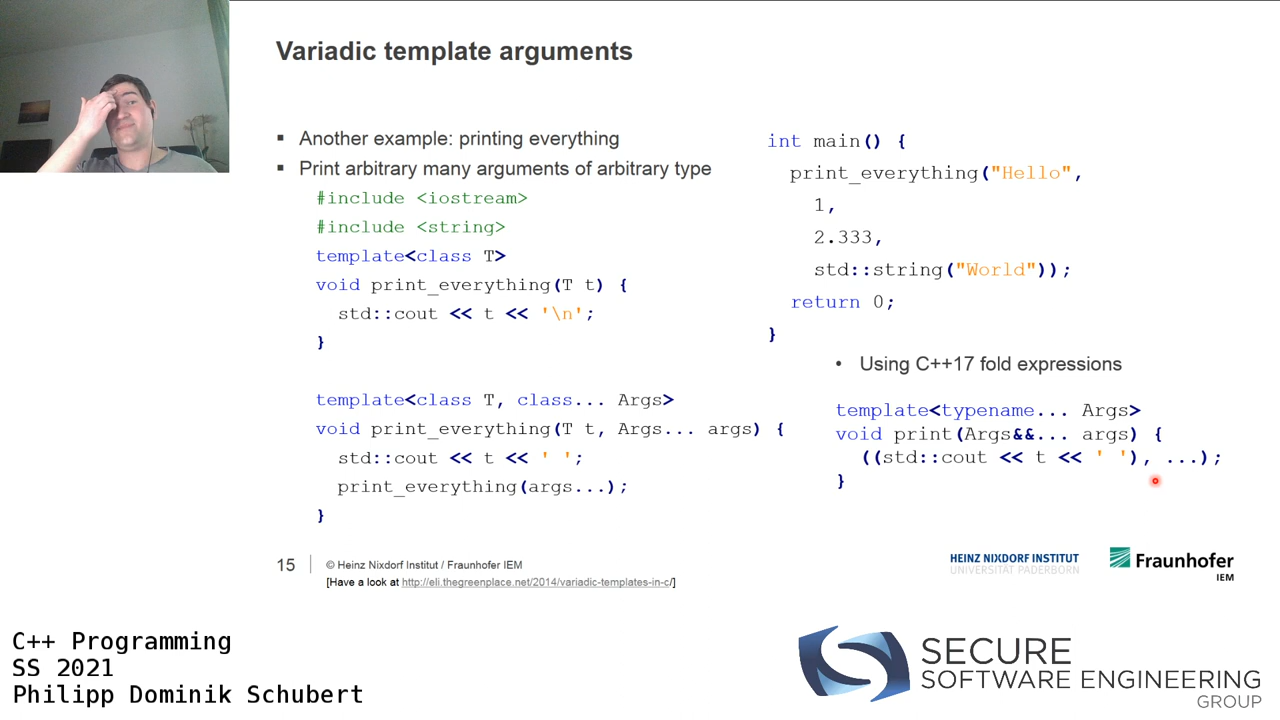 Variadic template arguments
▪ Another example: printing everything
▪ Print arbitrary many arguments of arbitrary type
#include <iostream>
#include <string>
template<class T>
void print_everything(T t) {
std::cout << t << '\n';
}
template<class T, class... Args>
void print_everything(T t, Args... args) {
std::cout << t << ' ';
print_everything(args...);
}
int main() {
print_everything("Hello",
1,
2.333,
std::string("World"));
return 0;
}
• Using C++17 fold expressions
template<typename... Args>
void print(Args&&... args) {
((std::cout << t << ' '), ...);
}
15
© Heinz Nixdorf Institut / Fraunhofer IEM
[Have a look at http://eli.thegreenplace.net/2014/variadic-templates-in-c/]
HEINZ NIXDORF INSTITUT
UNIVERSITÄT PADERBORN
Fraunhofer
IEM
C++ Programming
SS 2021
Philipp Dominik Schubert
SECURE
SOFTWARE ENGINEERING
GROUP